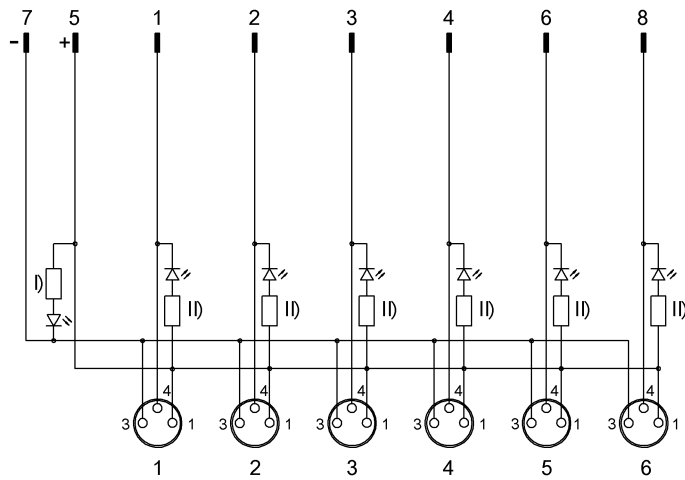 7 5 1 2 3 4 6 8
- +
I) II) II) II) II) II) II)
4 4 4 4 4 4
3 1 3 1 3 1 3 1 3 1 3 1
1 2 3 4 5 6